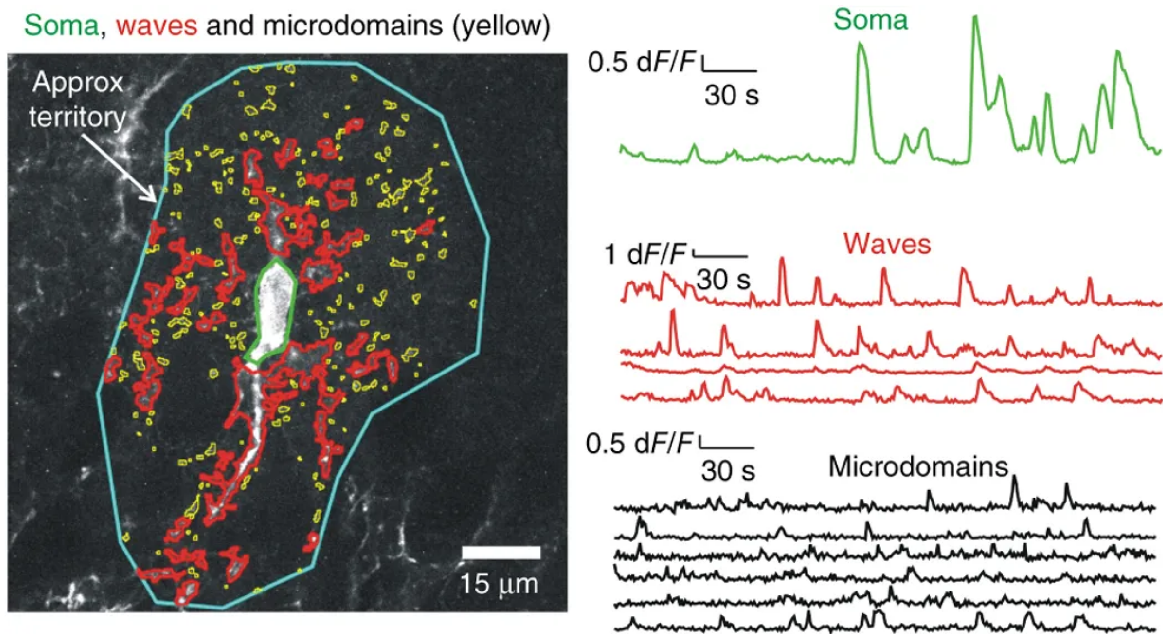 Soma, waves and microdomains (yellow)
Approx
territory
15 μm
Soma
0.5 dF/F
30 s
Waves
1 dF/F
30 s
0.5 dF/F
30 s
Microdomains